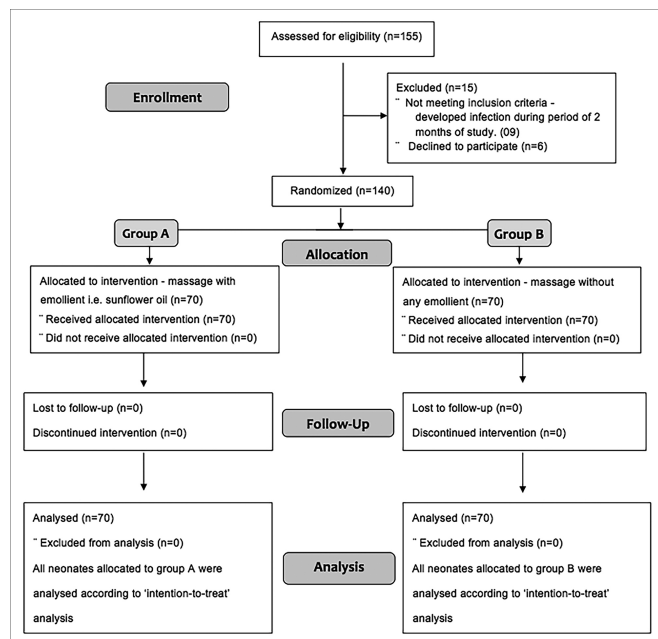 Assessed for eligibility (n=155)
Enrollment
Excluded (n=15)
¨ Not meeting inclusion criteria -
developed infection during period of 2
months of study. (09)
¨ Declined to participate (n=6)
Randomized (n=140)
Group A
Group B
Allocation
Allocated to intervention - massage with
emollient i.e. sunflower oil (n=70)
¨ Received allocated intervention (n=70)
¨ Did not receive allocated intervention (n=0)
Allocated to intervention - massage without
any emollient (n=70)
¨ Received allocated intervention (n=70)
¨ Did not receive allocated intervention (n=0)
Lost to follow-up (n=0)
Discontinued intervention (n=0)
Follow-Up
Lost to follow-up (n=0)
Discontinued intervention (n=0)
Analysed (n=70)
¨ Excluded from analysis (n=0)
All neonates allocated to group A were
analysed according to 'intention-to-treat'
analysis
Analysis
Analysed (n=70)
¨ Excluded from analysis (n=0)
All neonates allocated to group B were
analysed according to 'intention-to-treat'
analysis